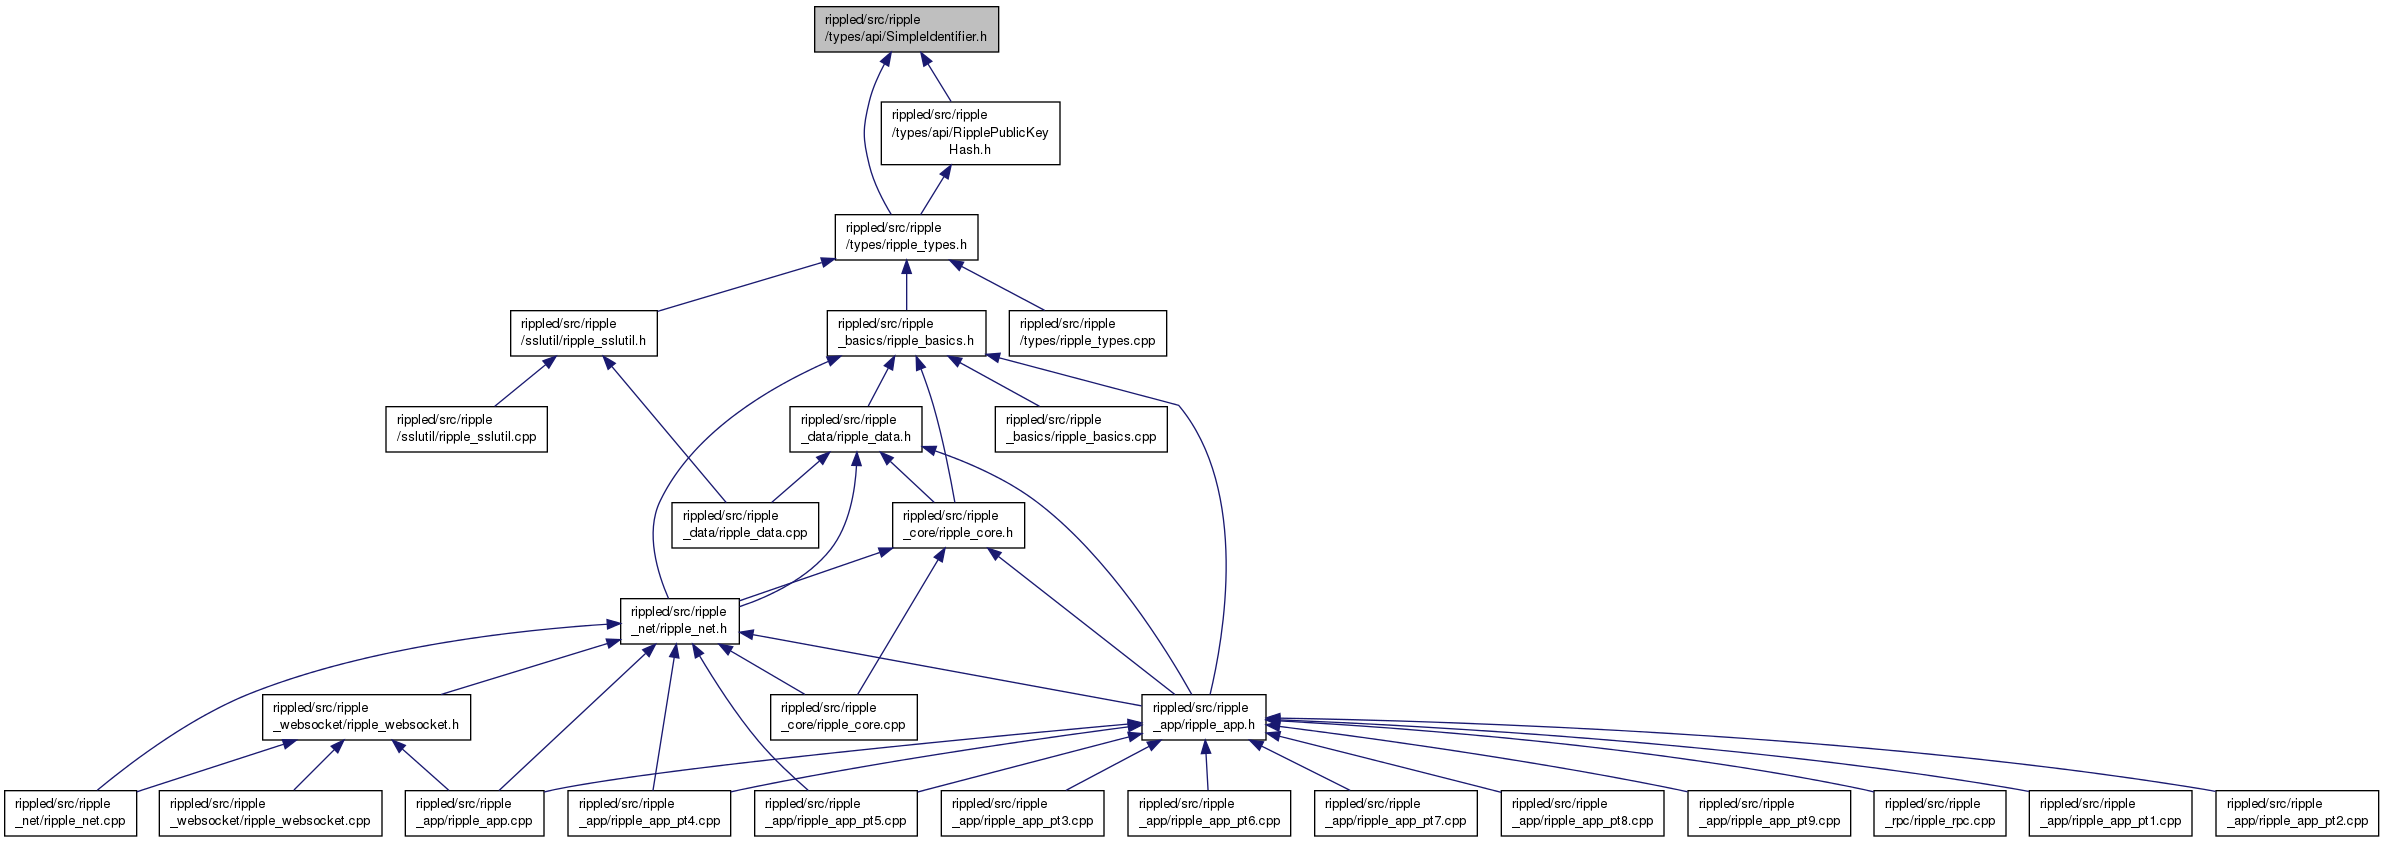 rippled/src/ripple
/types/api/SimpleIdentifier.h
rippled/src/ripple
/types/api/RipplePublicKey
Hash.h
rippled/src/ripple
/types/ripple_types.h
rippled/src/ripple
/sslutil/ripple_sslutil.h
rippled/src/ripple
_basics/ripple_basics.h
rippled/src/ripple
/types/ripple_types.cpp
rippled/src/ripple
/sslutil/ripple_sslutil.cpp
rippled/src/ripple
_data/ripple_data.h
rippled/src/ripple
_basics/ripple_basics.cpp
rippled/src/ripple
_data/ripple_data.cpp
rippled/src/ripple
_core/ripple_core.h
rippled/src/ripple
_net/ripple_net.h
rippled/src/ripple
_websocket/ripple_websocket.h
rippled/src/ripple
_core/ripple_core.cpp
rippled/src/ripple
_app/ripple_app.h
rippled/src/ripple
_net/ripple_net.cpp
rippled/src/ripple
_websocket/ripple_websocket.cpp
rippled/src/ripple
_app/ripple_app.cpp
rippled/src/ripple
_app/ripple_app_pt4.cpp
rippled/src/ripple
_app/ripple_app_pt5.cpp
rippled/src/ripple
_app/ripple_app_pt3.cpp
rippled/src/ripple
_app/ripple_app_pt6.cpp
rippled/src/ripple
_app/ripple_app_pt7.cpp
rippled/src/ripple
_app/ripple_app_pt8.cpp
rippled/src/ripple
_app/ripple_app_pt9.cpp
rippled/src/ripple
_rpc/ripple_rpc.cpp
rippled/src/ripple
_app/ripple_app_pt1.cpp
rippled/src/ripple
_app/ripple_app_pt2.cpp